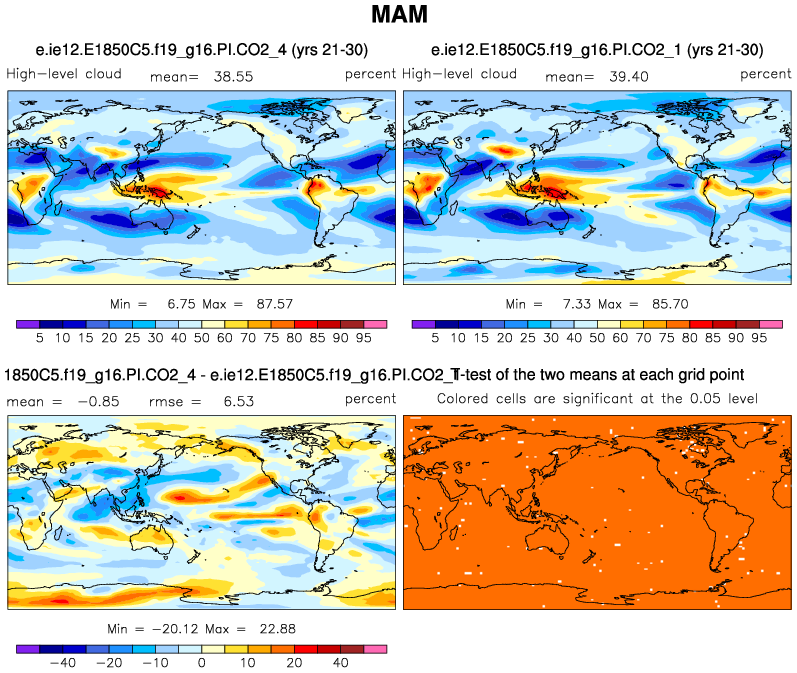 MAM
e.ie12.E1850C5.f19_g16.PI.CO2_4 (yrs 21-30)
High-level cloud mean= 38.55 percent
5 10 15 20 25 30 40 50 60 70 75 80 85 90 95
Min = 6.75 Max = 87.57
e.ie12.E1850C5.f19_g16.PI.CO2_1 (yrs 21-30)
High-level cloud mean= 39.40 percent
Min = 7.33 Max = 85.70
5 10 15 20 25 30 40 50 60 70 75 80 85 90 95
1850C5.f19_g16.PI.CO2_4 - e.ie12.E1850C5.f19_g16.PI.CO2_
mean = -0.85 rmse = 6.53 percent
Min = -20.12 Max = 22.88
-40 -20 -10 0 10 20 40
T-test of the two means at each grid point
Colored cells are significant at the 0.05 level